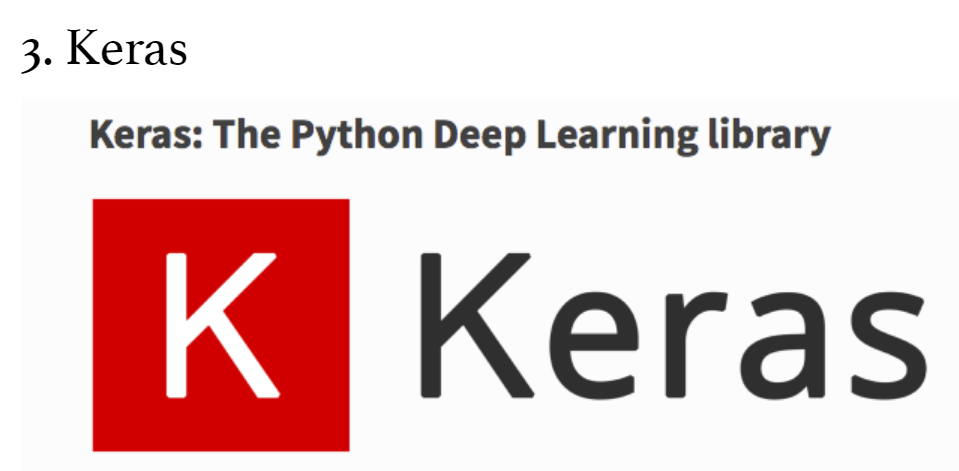 3. Keras
Keras: The Python Deep Learning library
K Keras